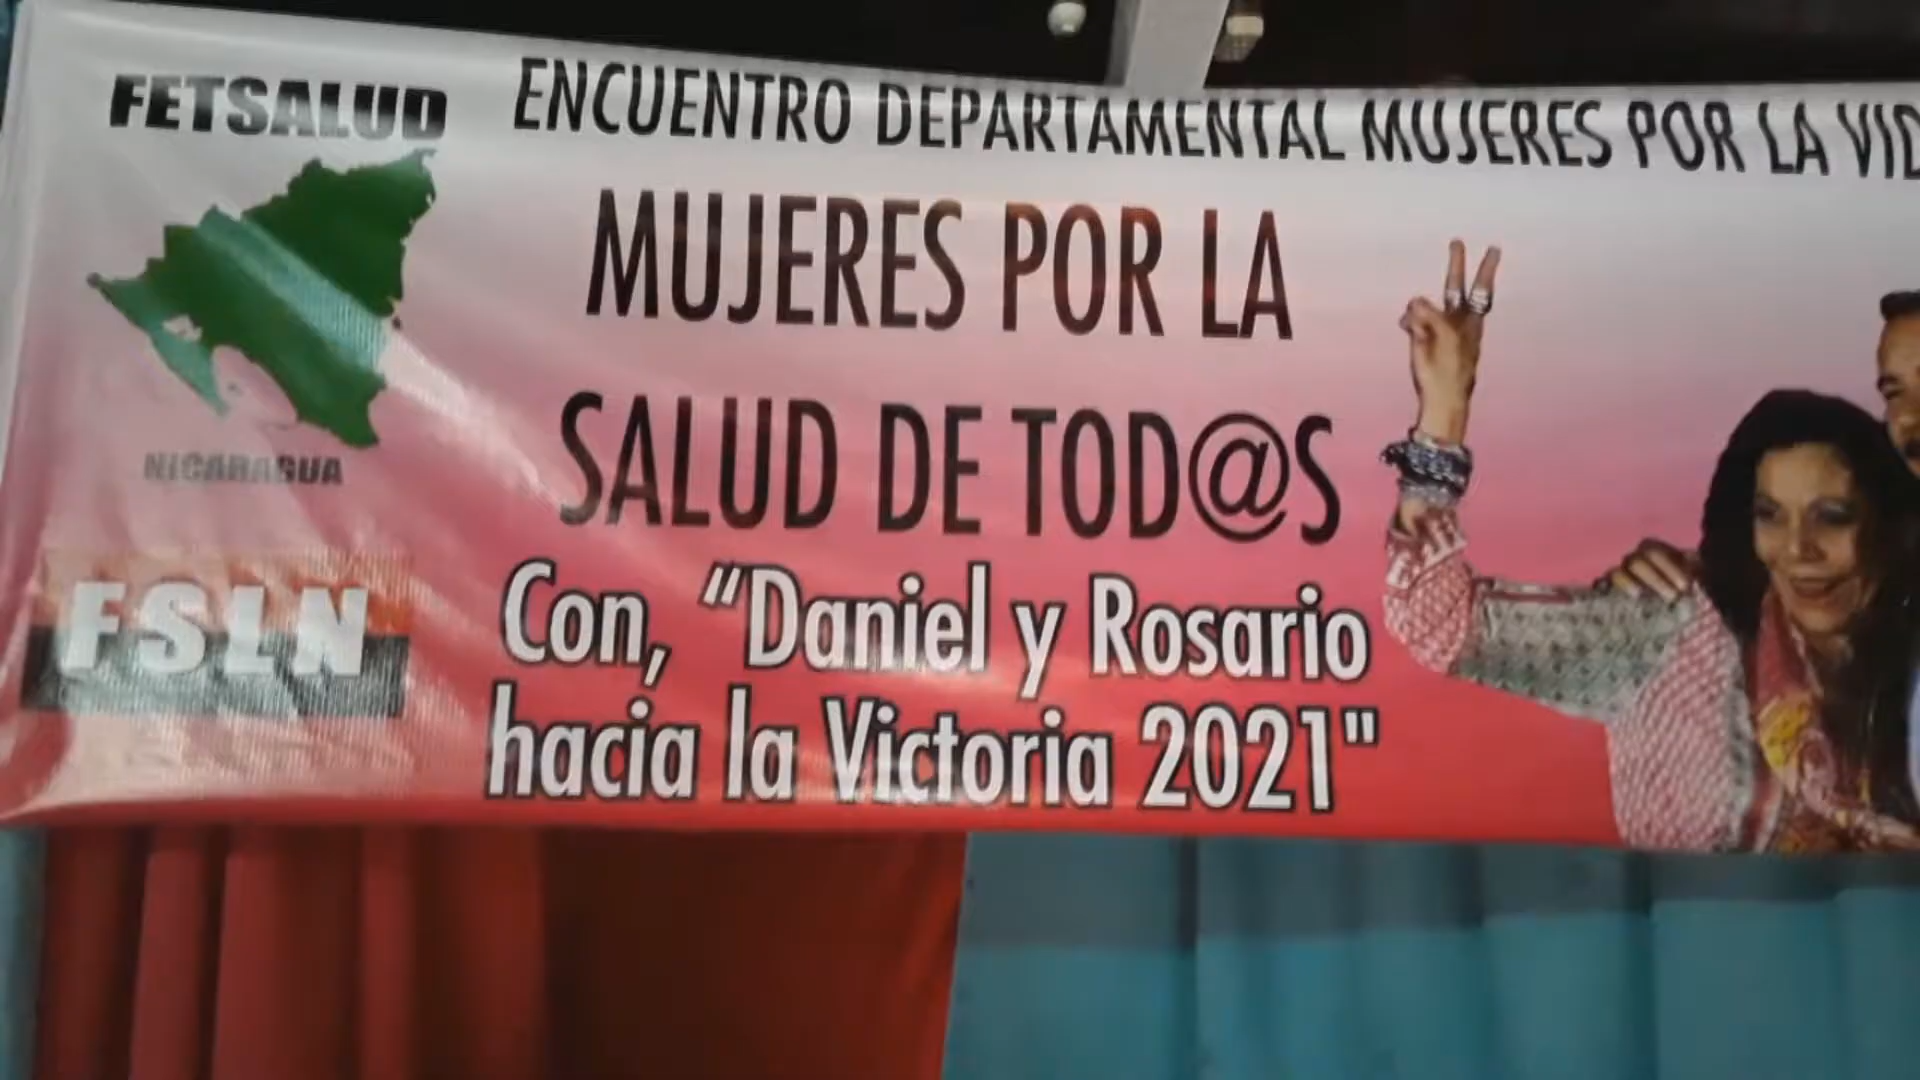 FETSALUD
NICARAGUA
FSLN
ENCUENTRO DEPARTAMENTAL MUJERES POR LA VID
MUJERES POR LA
SALUD DE TOD@S
Con, “Daniel y Rosario
hacia la Victoria 2021"